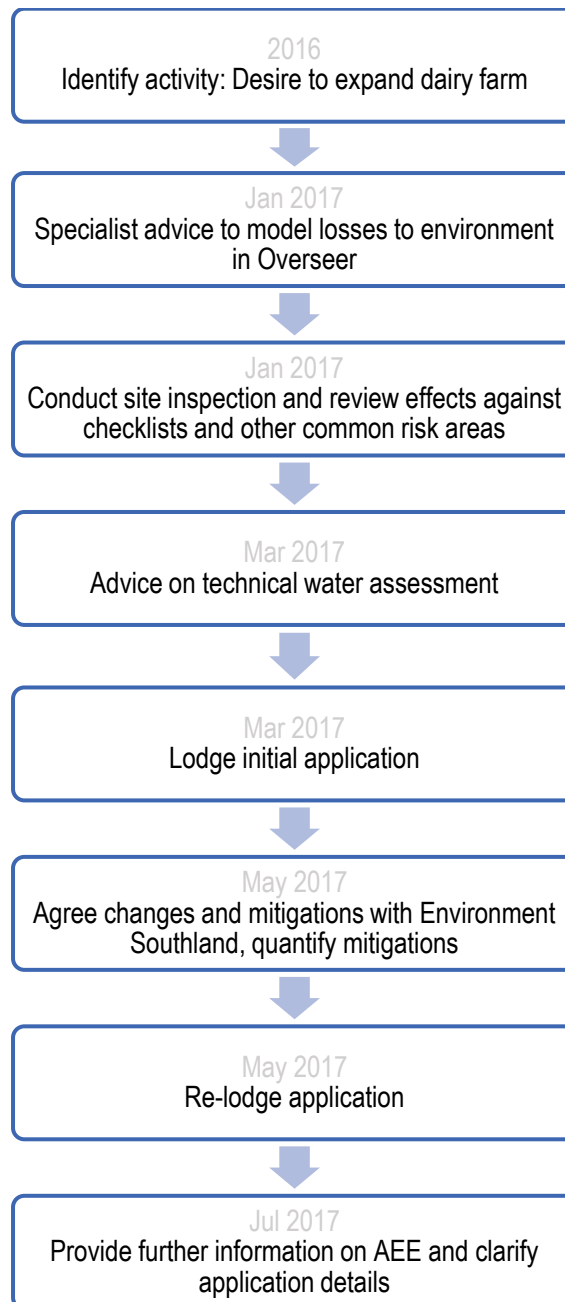 2016
Identify activity: Desire to expand dairy farm
Jan 2017
Specialist advice to model losses to environment
in Overseer
Jan 2017
Conduct site inspection and review effects against
checklists and other common risk areas
Mar 2017
Advice on technical water assessment
Mar 2017
Lodge initial application
May 2017
Agree changes and mitigations with Environment
Southland, quantify mitigations
May 2017
Re-lodge application
Jul 2017
Provide further information on AEE and clarify
application details